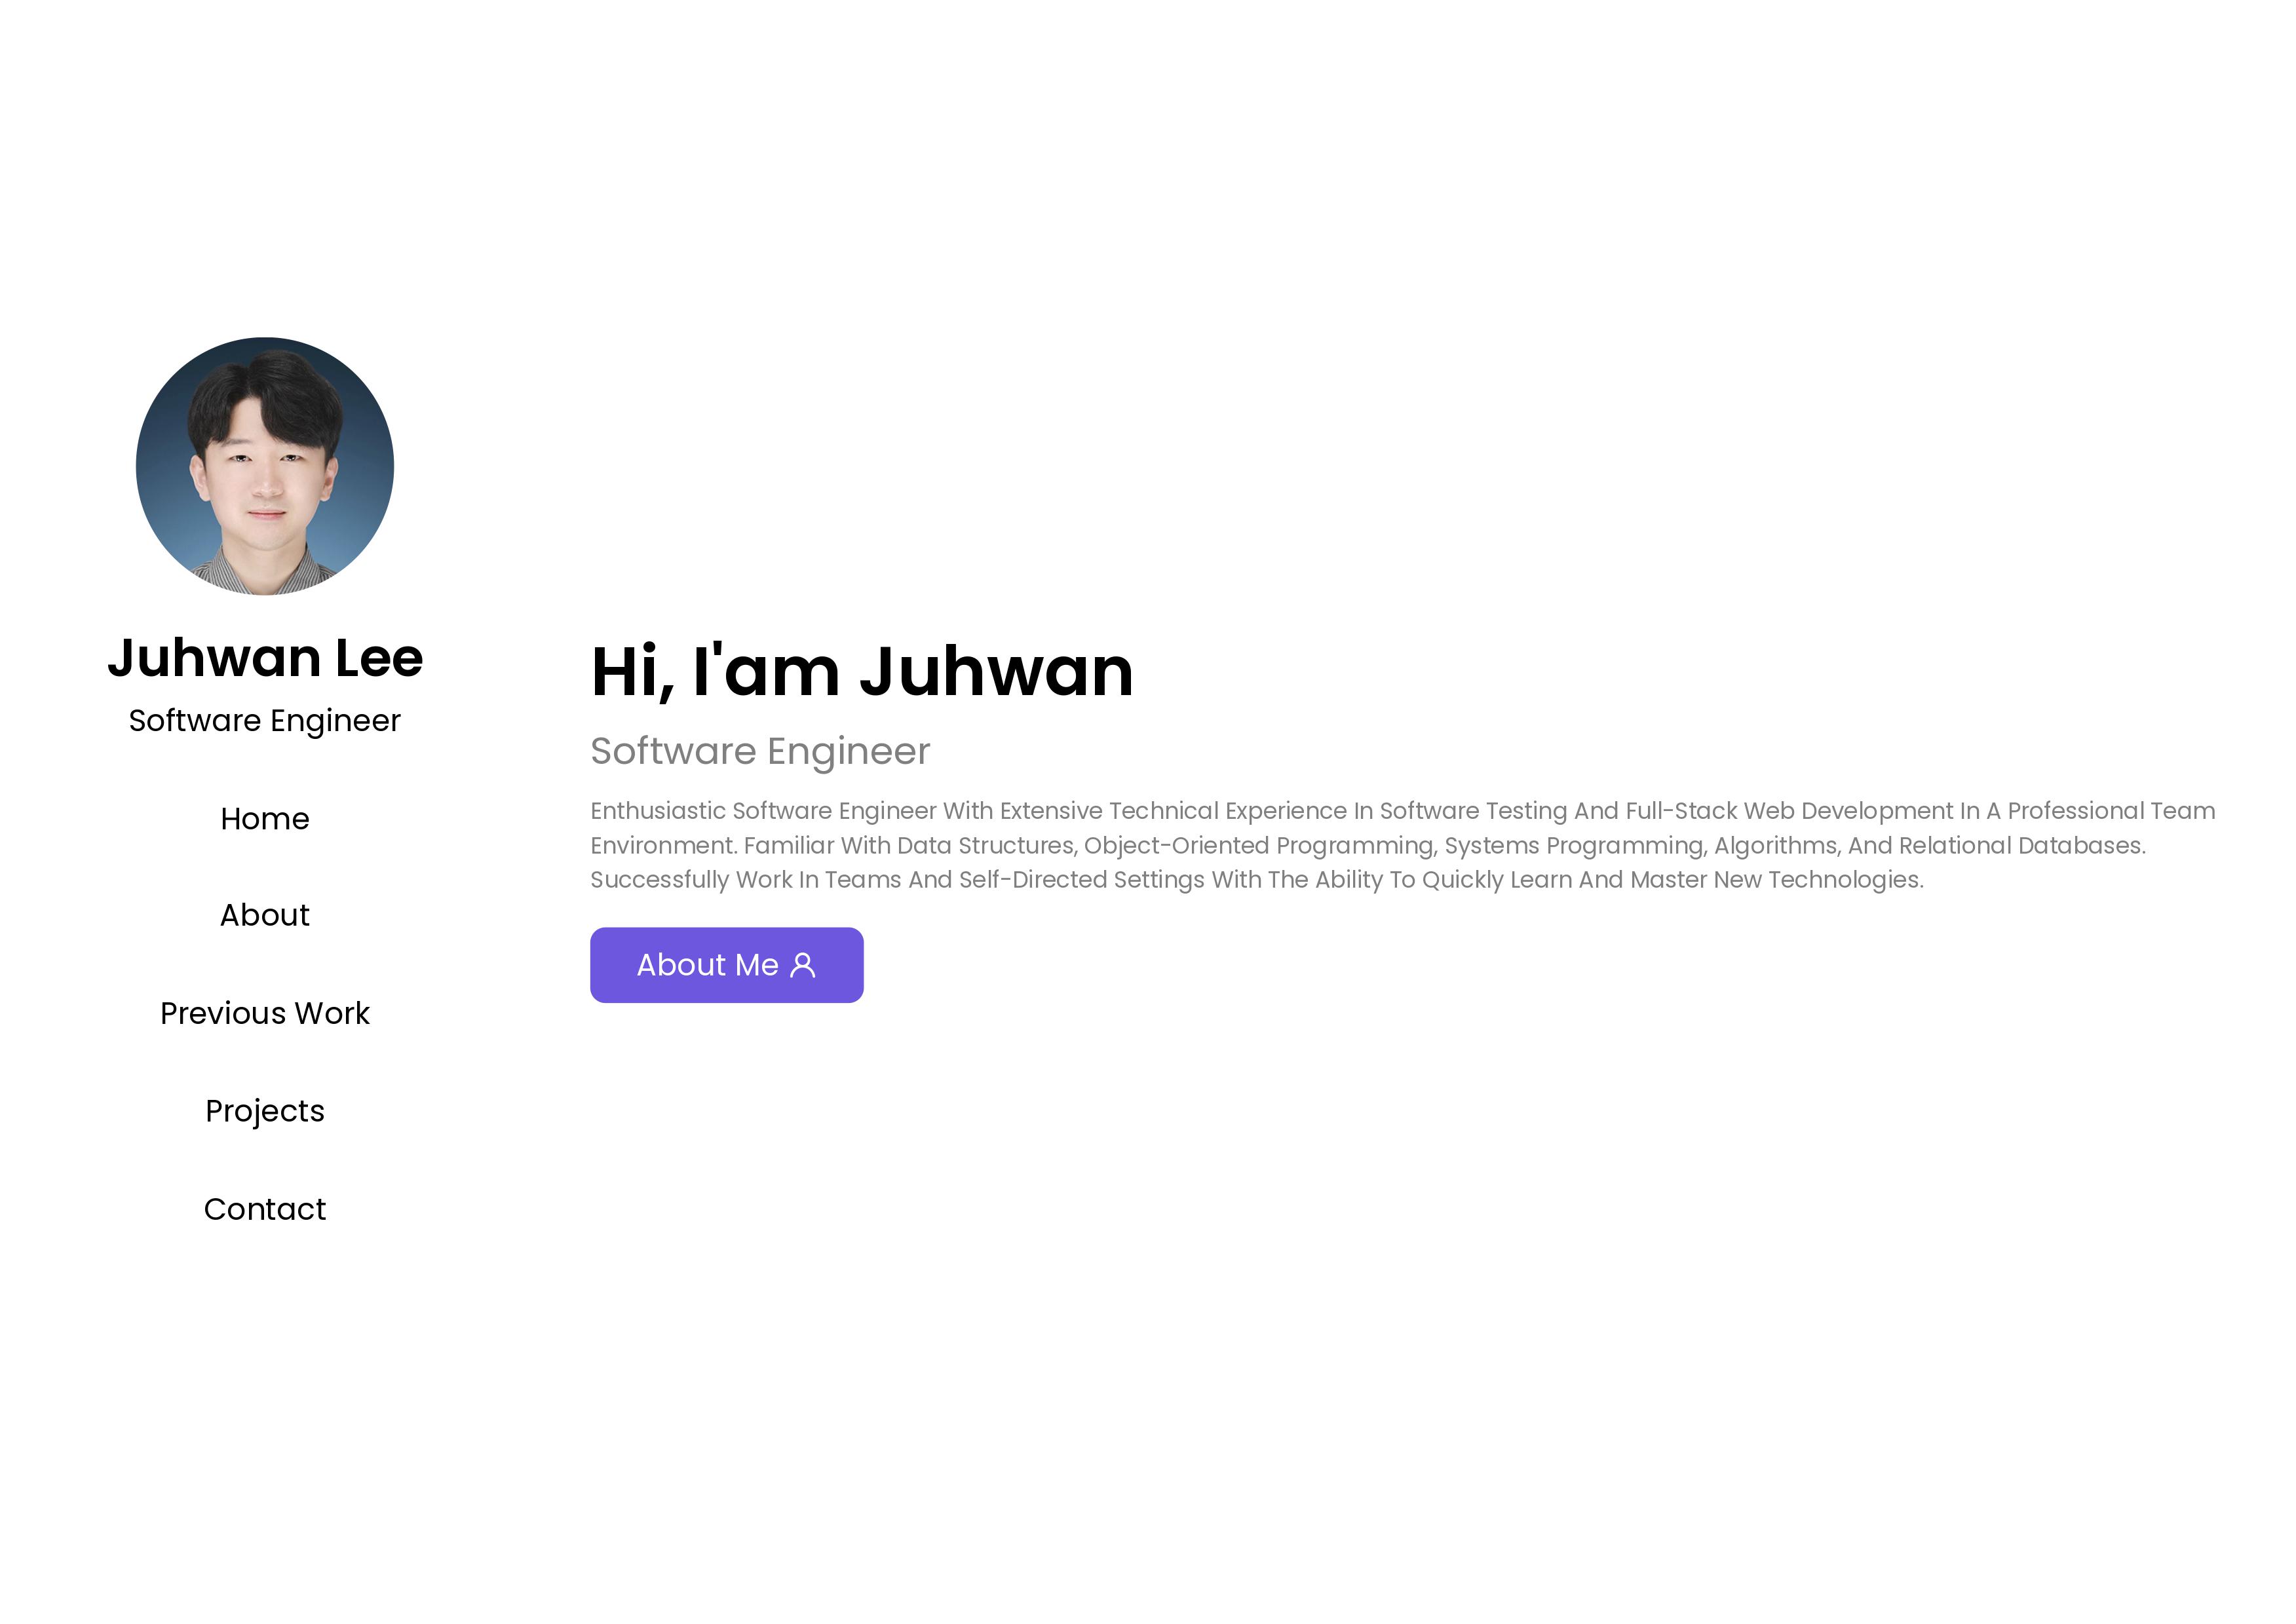 Juhwan Lee
Software Engineer
Home
About
Previous Work
Projects
Contact
Hi, I'am Juhwan
Software Engineer
Enthusiastic Software Engineer With Extensive Technical Experience In Software Testing And Full-Stack Web Development In A Professional Team
Environment. Familiar With Data Structures, Object-Oriented Programming, Systems Programming, Algorithms, And Relational Databases.
Successfully Work In Teams And Self-Directed Settings With The Ability To Quickly Learn And Master New Technologies.
About Me